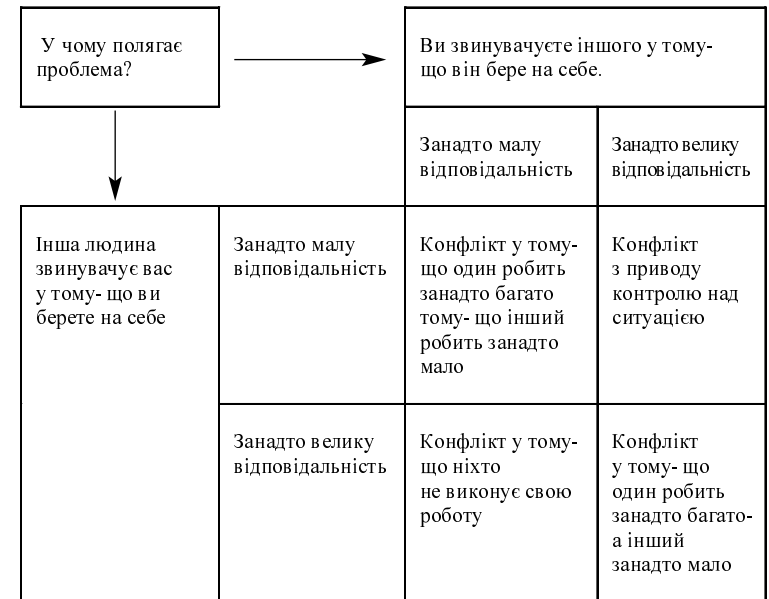 У чому полягає
проблема?
Ви звинувачуєте іншого у тому-
що він бере на себе.
Занадто малу
відповідальність
Занадто велику
відповідальність
Інша людина
звинувачує вас
у тому- що ви
берете на себе
Занадто малу
відповідальність
Конфлікт у тому-
що один робить
занадто багато
тому- що інший
робить занадто
мало
Конфлікт
з приводу
контролю над
ситуацією
Занадто велику
відповідальність
Конфлікт у тому-
що ніхто
не виконує свою
роботу
Конфлікт
у тому- що
один робить
занадто багато-
а інший
занадто мало